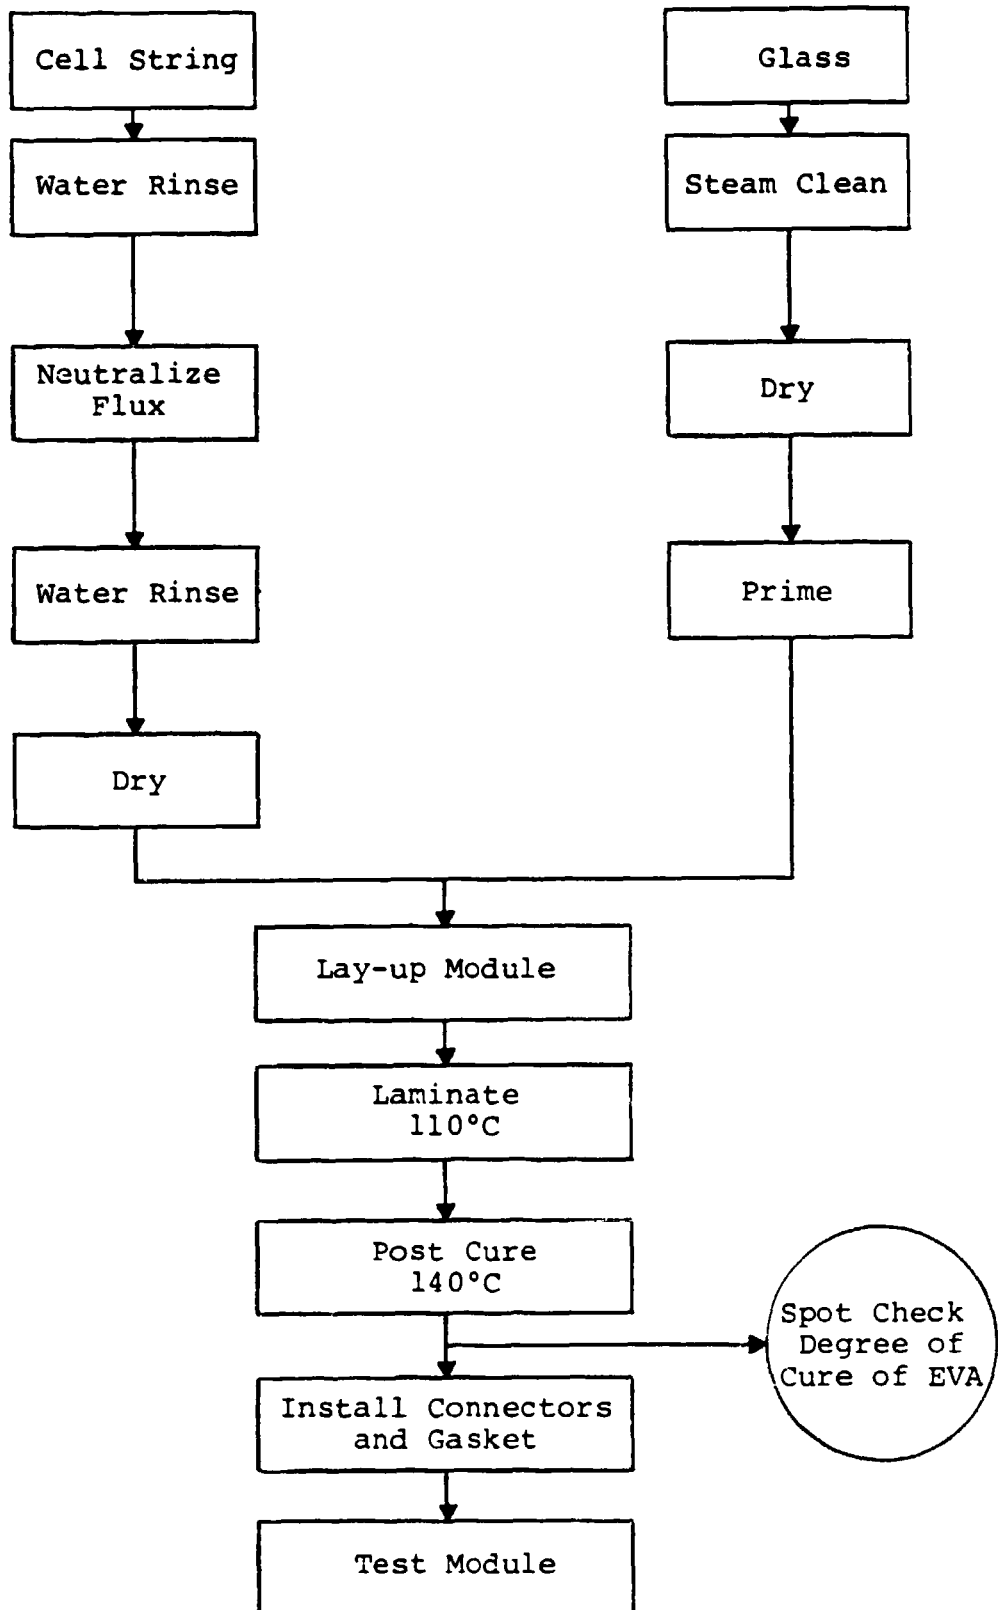 Cell String
Glass
Water Rinse
Steam Clean
Neutralize
Flux
Dry
Water Rinse
Prime
Dry
Lay-up Module
Laminate
110°C
Post Cure
140°C
Spot Check
Degree of
Cure of EVA
Install Connectors
and Gasket
Test Module